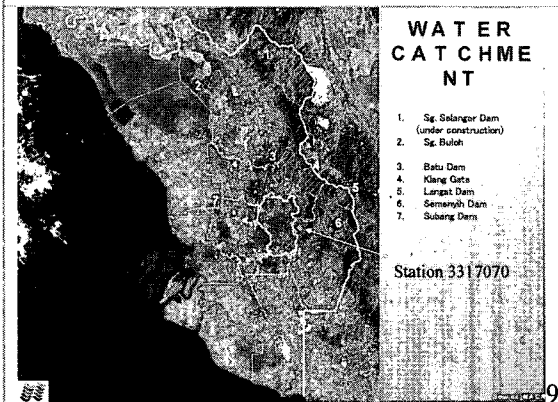 WATER
CATCHME
NT
1. Sg. Selangor Dam
(under construction)
2. Sg. Buloh
3. Batu Dam
4. Klang Gate
5. Langat Dam
6. Semenyih Dam
7. Subang Dam
Station 3317070
9